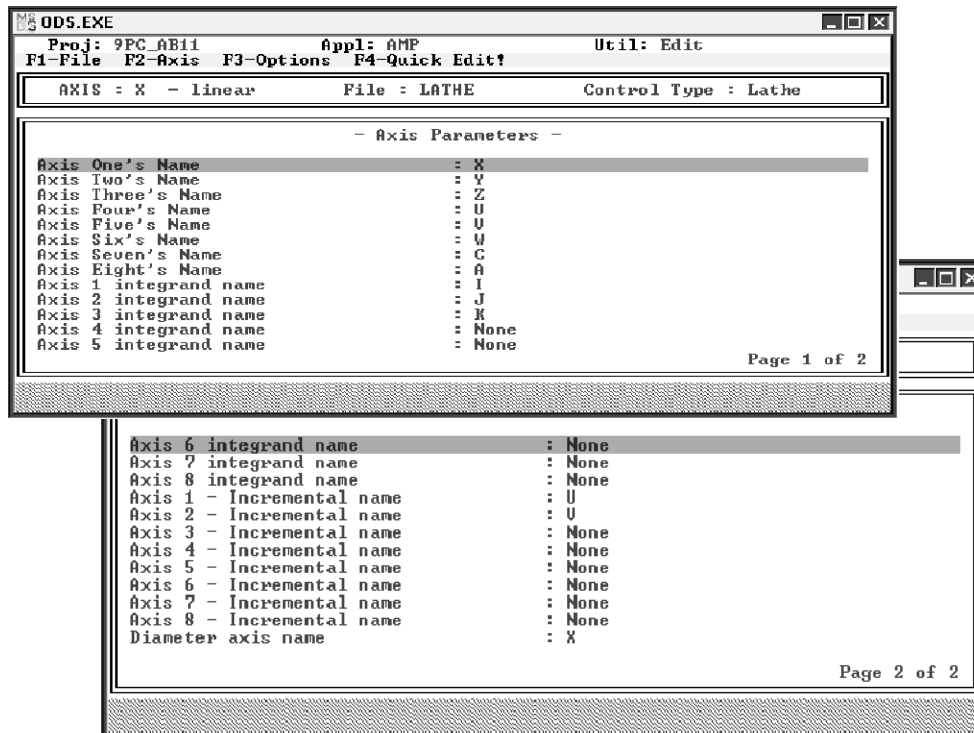 ODS.EXE
Proj: 9PC_AB11 Appl: AMP Util: Edit
F1-File F2-Axis F3-Options F4-Quick Edit!
AXIS : X - linear File : LATHE Control Type : Lathe
- Axis Parameters -
Axis One's Name : X
Axis Two's Name : Y
Axis Three's Name : Z
Axis Four's Name : U
Axis Five's Name : V
Axis Six's Name : W
Axis Seven's Name : C
Axis Eight's Name : A
Axis 1 integrand name : I
Axis 2 integrand name : J
Axis 3 integrand name : K
Axis 4 integrand name : None
Axis 5 integrand name : None
Page 1 of 2
Axis 6 integrand name : None
Axis 7 integrand name : None
Axis 8 integrand name : None
Axis 1 - Incremental name : U
Axis 2 - Incremental name : V
Axis 3 - Incremental name : None
Axis 4 - Incremental name : None
Axis 5 - Incremental name : None
Axis 6 - Incremental name : None
Axis 7 - Incremental name : None
Axis 8 - Incremental name : None
Diameter axis name : X
Page 2 of 2